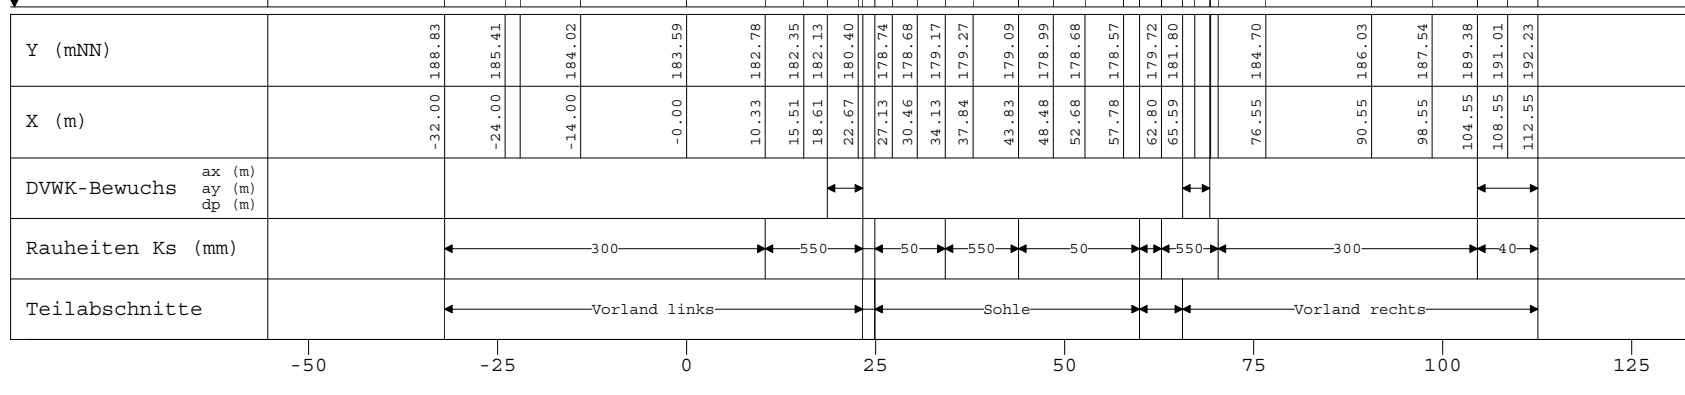 Y (mNN) 188.83 185.41 184.02 183.59 182.78 182.35 182.13 180.40 178.74 178.68 179.17 179.27 179.09 178.99 178.68 178.57 179.72 181.80 184.70 186.03 187.54 189.38 191.01 192.23
X (m) -32.00 -24.00 -14.00 -0.00 10.33 15.51 18.61 22.67 27.13 30.46 34.13 37.84 43.83 48.48 52.68 57.78 62.80 65.59 76.55 90.55 98.55 104.55 108.55 112.55
ax (m)
DVWK-Bewuchs ay (m)
dp (m)
Rauheiten Ks (mm) 300 550 50 550 50 550 300 40
Teilabschnitte Vorland links Sohle Vorland rechts
-50 -25 0 25 50 75 100 125